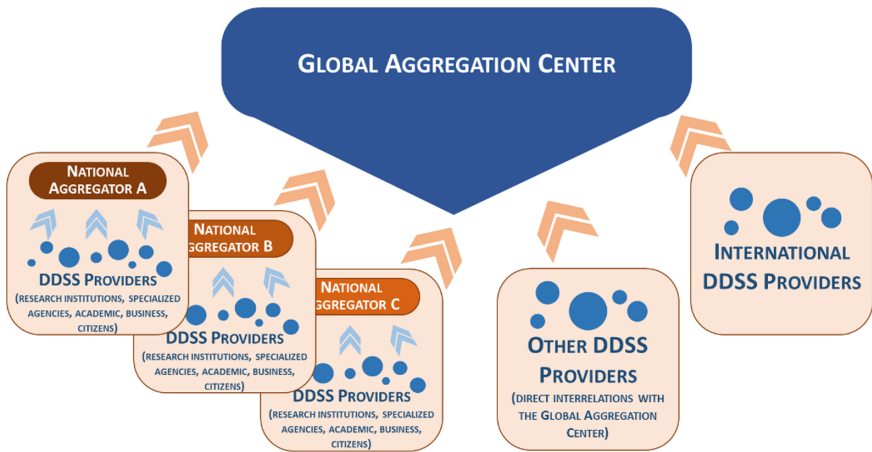 GLOBAL AGGREGATION CENTER
NATIONAL
AGGREGATOR A
DDSS PROVIDERS
(RESEARCH INSTITUTIONS, SPECIALIZED
AGENCIES, ACADEMIC, BUSINESS,
CITIZENS)
NATIONAL
GGREGATOR B
DDSS PROVIDERS
(RESEARCH INSTITUTIONS, SPECIALIZED
AGENCIES, ACADEMIC, BUSINESS,
CITIZENS)
NATIONAL
GGREGATOR C
DDSS PROVIDERS
(RESEARCH INSTITUTIONS, SPECIALIZED
AGENCIES, ACADEMIC, BUSINESS,
CITIZENS)
OTHER DDSS
PROVIDERS
(DIRECT INTERRELATIONS WITH
THE GLOBAL AGGREGATION
CENTER)
INTERNATIONAL
DDSS PROVIDERS